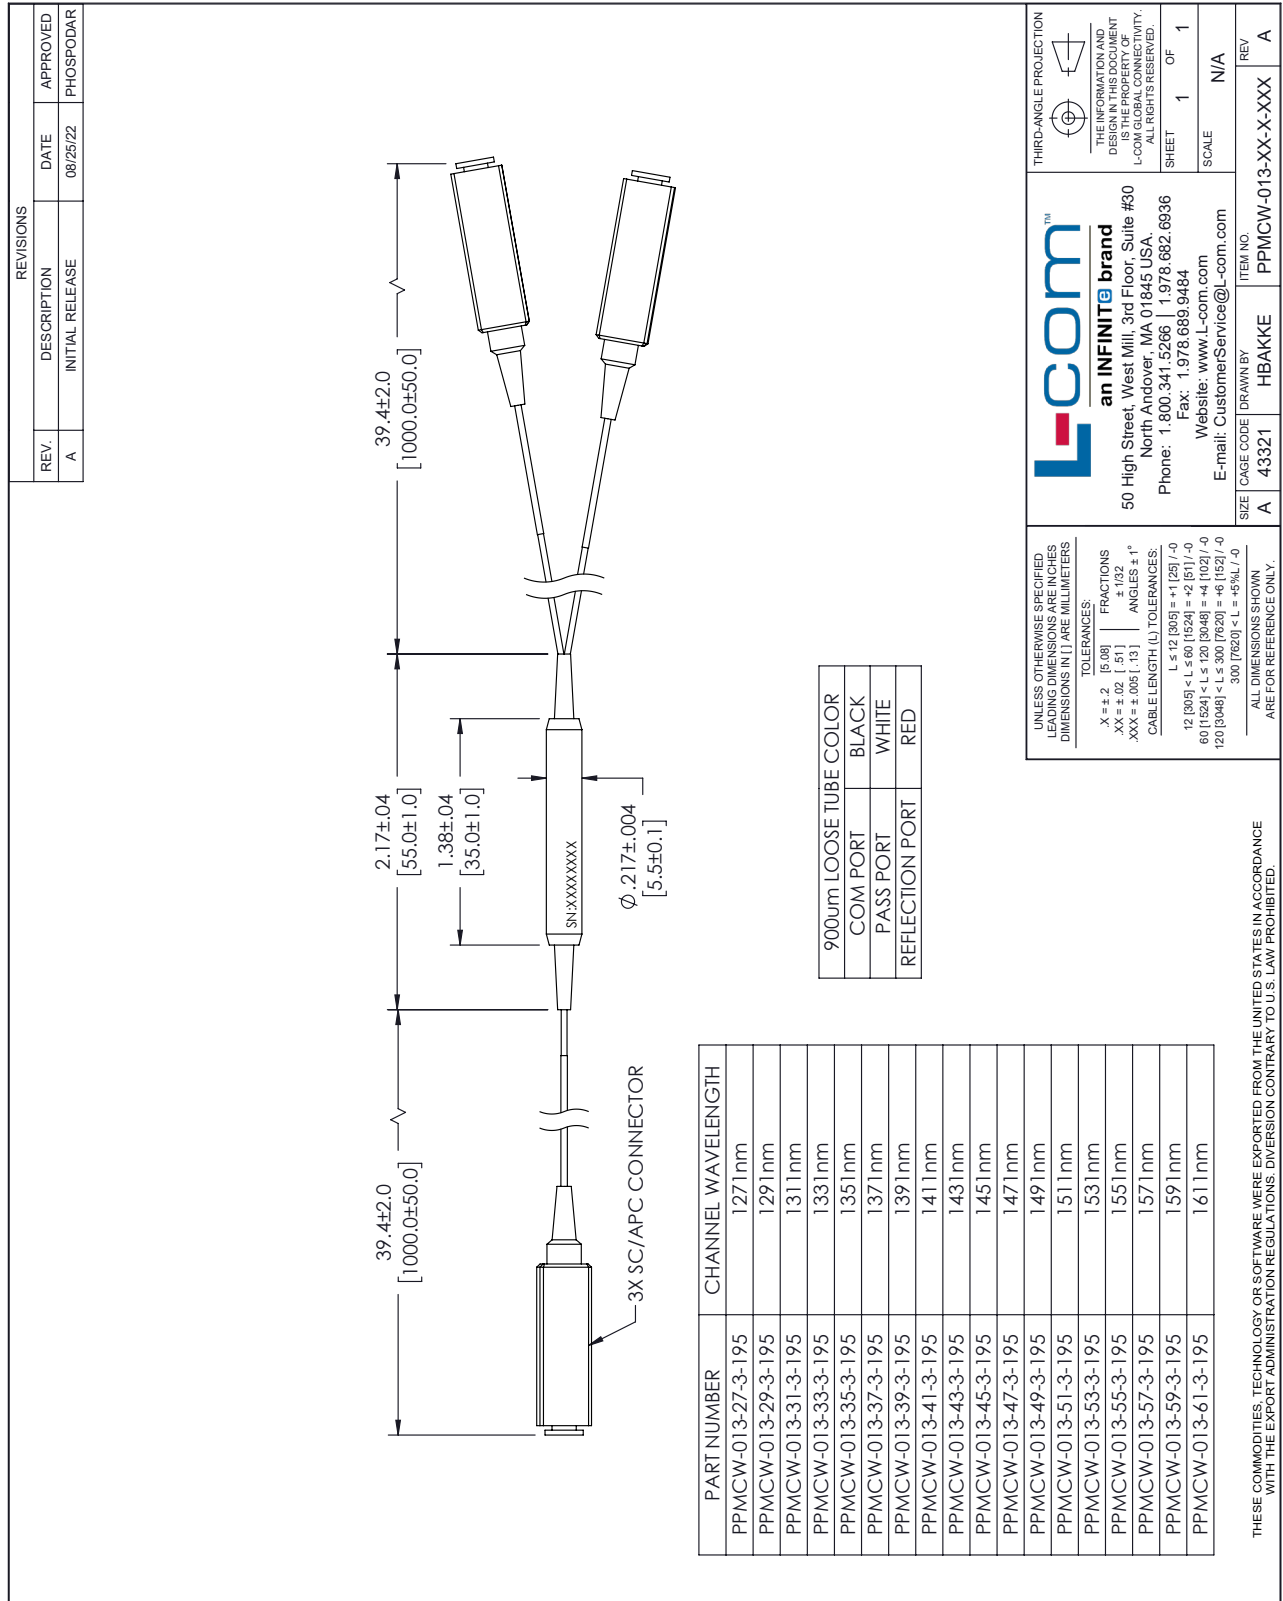 REVISIONS
REV. DESCRIPTION DATE APPROVED
A INITIAL RELEASE 08/25/22 PHOSPODAR
39.4±2.0
[1000.0±50.0]
2.17±.04
[55.0±1.0]
39.4±2.0
[1000.0±50.0]
1.38±.04
[35.0±1.0]
SN:XXXXXXXX
Ø .217±.004
[5.5±0.1]
3X SC/APC CONNECTOR
PART NUMBER CHANNEL WAVELENGTH
PPMCW-013-27-3-195 1271nm
PPMCW-013-29-3-195 1291nm
PPMCW-013-31-3-195 1311nm
PPMCW-013-33-3-195 1331nm
PPMCW-013-35-3-195 1351nm
PPMCW-013-37-3-195 1371nm
PPMCW-013-39-3-195 1391nm
PPMCW-013-41-3-195 1411nm
PPMCW-013-43-3-195 1431nm
PPMCW-013-45-3-195 1451nm
PPMCW-013-47-3-195 1471nm
PPMCW-013-49-3-195 1491nm
PPMCW-013-51-3-195 1511nm
PPMCW-013-53-3-195 1531nm
PPMCW-013-55-3-195 1551nm
PPMCW-013-57-3-195 1571nm
PPMCW-013-59-3-195 1591nm
PPMCW-013-61-3-195 1611nm
900um LOOSE TUBE COLOR
COM PORT BLACK
PASS PORT WHITE
REFLECTION PORT RED
UNLESS OTHERWISE SPECIFIED
LEADING DIMENSIONS ARE INCHES
DIMENSIONS IN [ ] ARE MILLIMETERS
TOLERANCES:
.X = ± .2 [5.08] FRACTIONS
.XX = ± .02 [ .51 ] ± 1/32
.XXX = ± .005 [ .13 ] ANGLES ± 1°
CABLE LENGTH (L) TOLERANCES:
L ≤ 12 [305] = +1 [25] / -0
12 [305] < L ≤ 60 [1524] = +2 [51] / -0
60 [1524] < L ≤ 120 [3048] = +4 [102] / -0
120 [3048] < L ≤ 300 [7620] = +6 [152] / -0
300 [7620] < L = +5%L / -0
ALL DIMENSIONS SHOWN
ARE FOR REFERENCE ONLY.
L-com™
an INFINITe brand
50 High Street, West Mill, 3rd Floor, Suite #30
North Andover, MA 01845 USA.
Phone: 1.800.341.5266 | 1.978.682.6936
Fax: 1.978.689.9484
Website: www.L-com.com
E-mail: CustomerService@L-com.com
THIRD-ANGLE PROJECTION
THE INFORMATION AND
DESIGN IN THIS DOCUMENT
IS THE PROPERTY OF
L-COM GLOBAL CONNECTIVITY.
ALL RIGHTS RESERVED.
SHEET 1 OF 1
SCALE N/A
SIZE A
CAGE CODE 43321
DRAWN BY HBAKKE
ITEM NO. PPMCW-013-XX-X-XXX
REV A
THESE COMMODITIES, TECHNOLOGY OR SOFTWARE WERE EXPORTED FROM THE UNITED STATES IN ACCORDANCE
WITH THE EXPORT ADMINISTRATION REGULATIONS. DIVERSION CONTRARY TO U.S. LAW PROHIBITED.